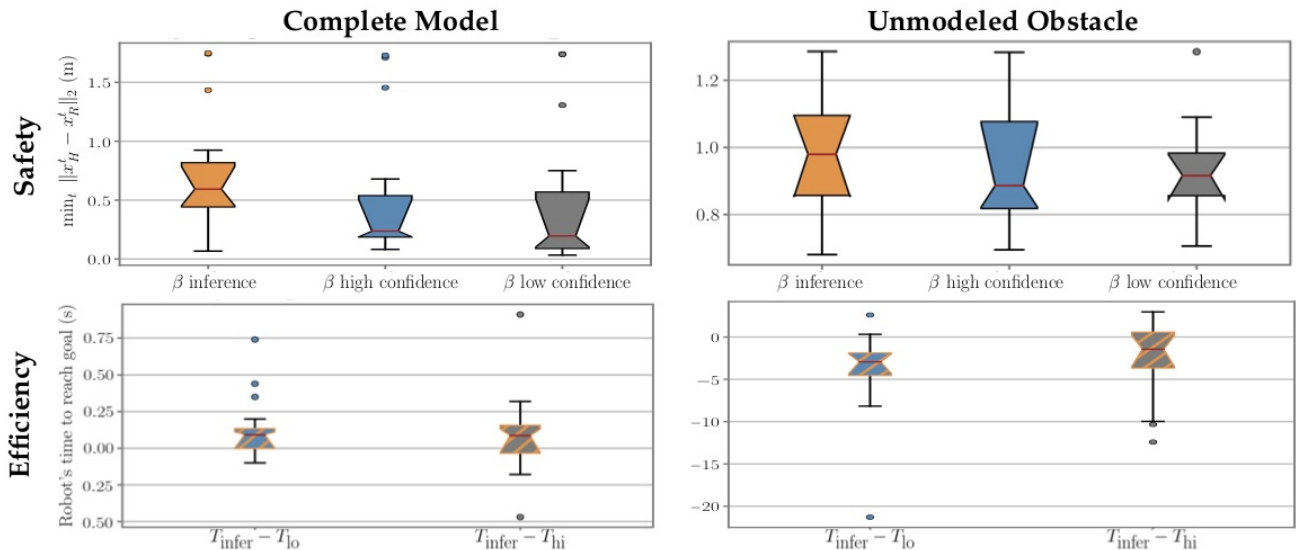 Complete Model
Unmodeled Obstacle
Safety
min_t ||x_H^t − x_R^t||_2 (m)
1.5
1.0
0.5
0.0
β inference
β high confidence
β low confidence
1.2
1.0
0.8
β inference
β high confidence
β low confidence
Efficiency
Robot's time to reach goal (s)
0.75
0.50
0.25
0.00
0.25
0.50
T_infer − T_lo
T_infer − T_hi
0
−5
−10
−15
−20
T_infer − T_lo
T_infer − T_hi